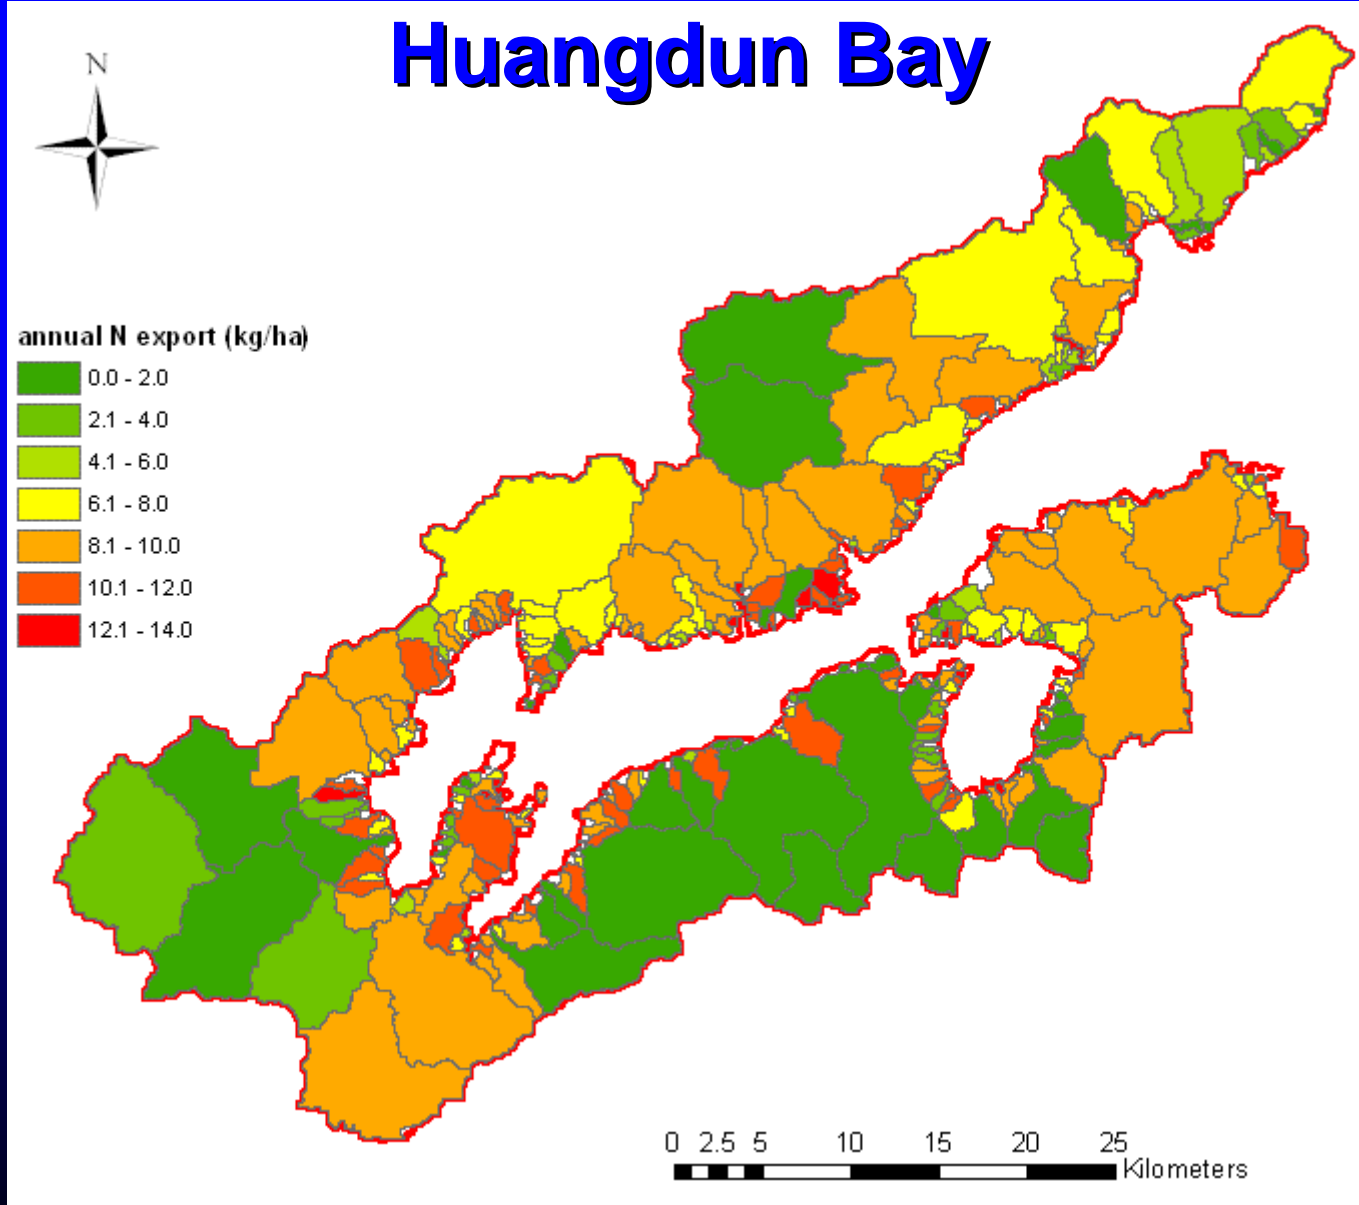 Huangdun Bay
N
annual N export (kg/ha)
0.0 - 2.0
2.1 - 4.0
4.1 - 6.0
6.1 - 8.0
8.1 - 10.0
10.1 - 12.0
12.1 - 14.0
0 2.5 5 10 15 20 25
Kilometers